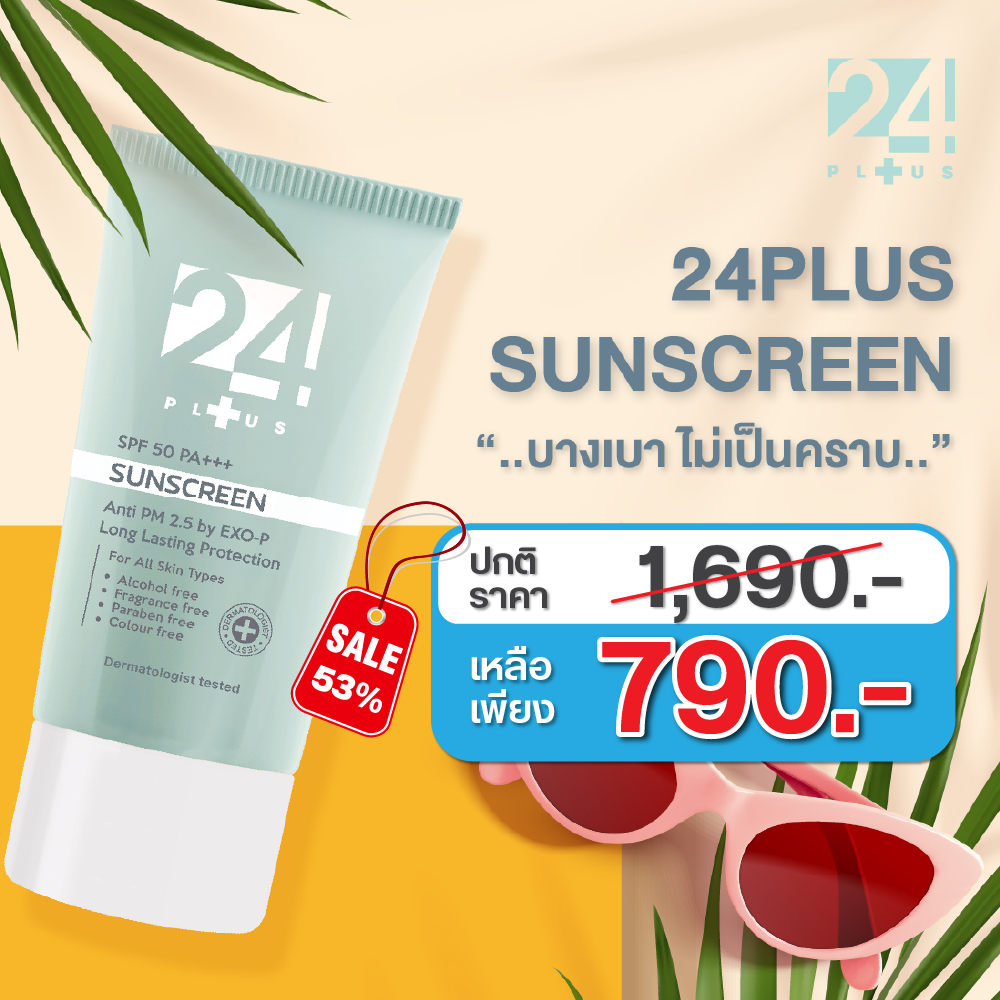 24
PLUS
24PLUS
SUNSCREEN
“..บางเบา ไม่เป็นคราบ..”
24
PLUS
SPF 50 PA+++
SUNSCREEN
Anti PM 2.5 by EXO-P
Long Lasting Protection
For All Skin Types
• Alcohol free
• Fragrance free
• Paraben free
• Colour free
DERMATOLOGIST • TESTED •
Dermatologist tested
SALE
53%
ปกติ
ราคา
1,690.-
เหลือ
เพียง
790.-